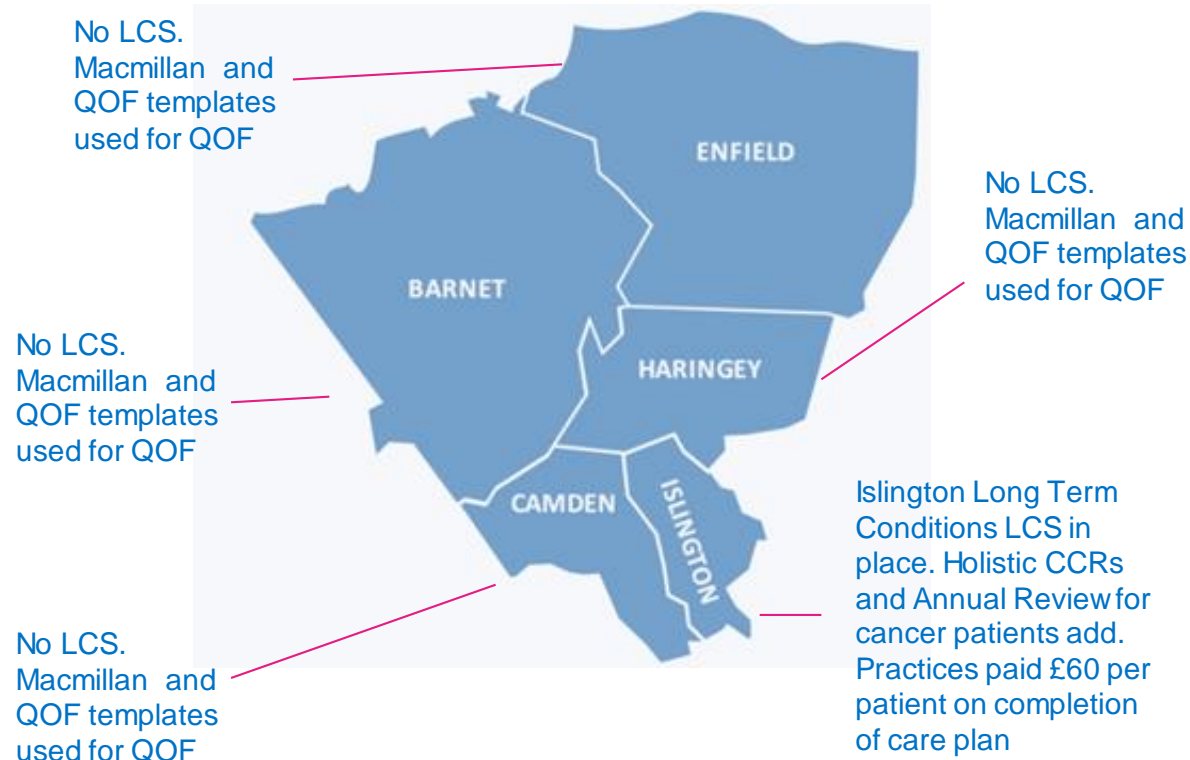 No LCS.
Macmillan and
QOF templates
used for QOF
ENFIELD
No LCS.
Macmillan and
QOF templates
used for QOF
BARNET
No LCS.
Macmillan and
QOF templates
used for QOF
HARINGEY
CAMDEN
ISLINGTON
Islington Long Term
Conditions LCS in
place. Holistic CCRs
and Annual Review for
cancer patients add.
Practices paid £60 per
patient on completion
of care plan
No LCS.
Macmillan and
QOF templates
used for QOF